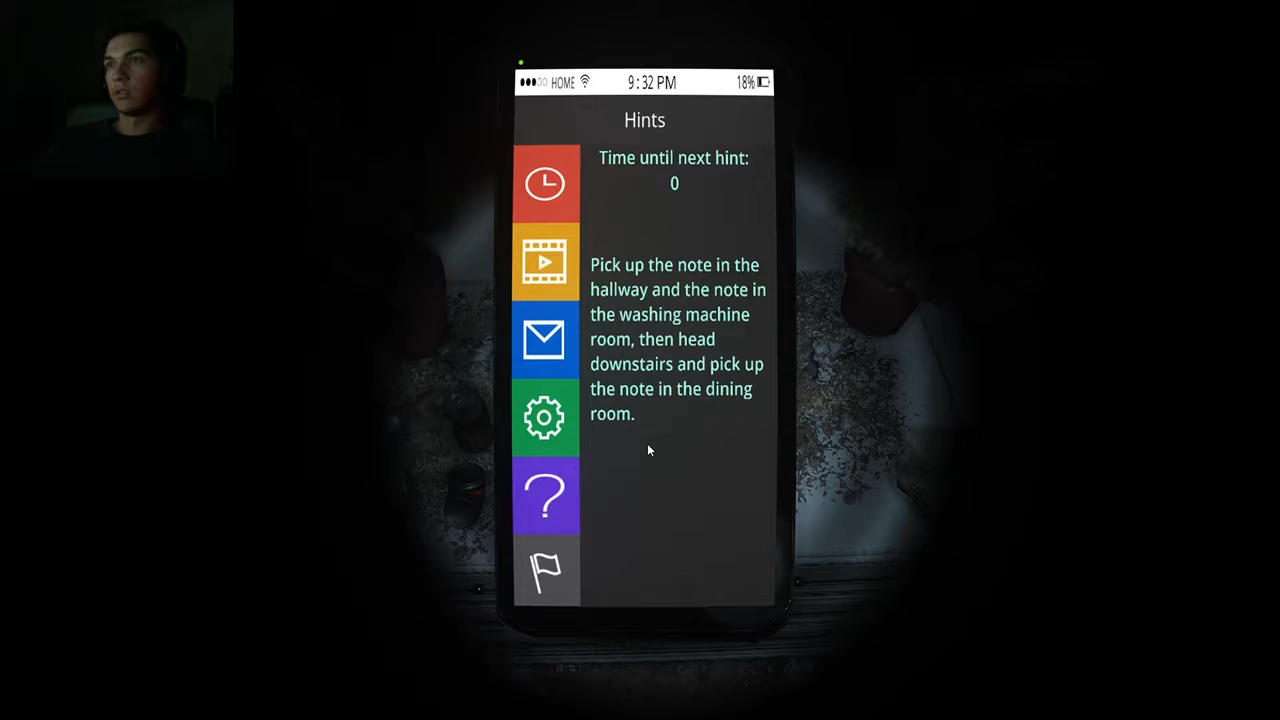 HOME 9:32 PM 18%
Hints
Time until next hint:
0
Pick up the note in the
hallway and the note in
the washing machine
room, then head
downstairs and pick up
the note in the dining
room.